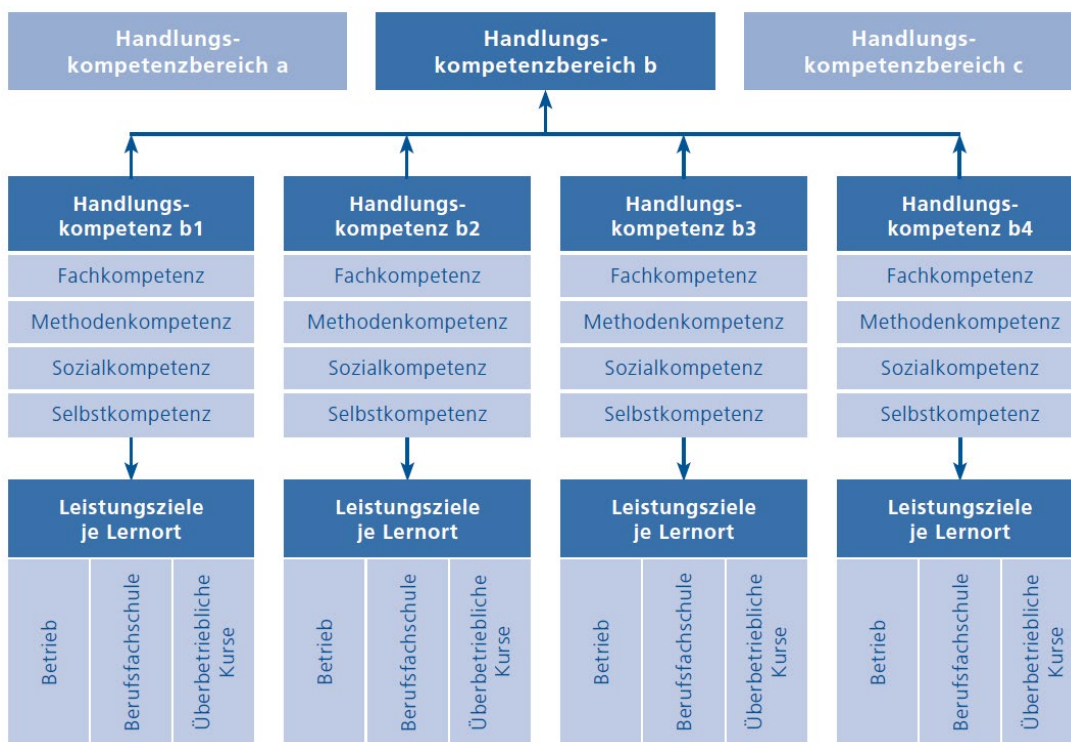 Handlungs-
kompetenzbereich a
Handlungs-
kompetenzbereich b
Handlungs-
kompetenzbereich c
Handlungs-
kompetenz b1
Handlungs-
kompetenz b2
Handlungs-
kompetenz b3
Handlungs-
kompetenz b4
Fachkompetenz
Fachkompetenz
Fachkompetenz
Fachkompetenz
Methodenkompetenz
Methodenkompetenz
Methodenkompetenz
Methodenkompetenz
Sozialkompetenz
Sozialkompetenz
Sozialkompetenz
Sozialkompetenz
Selbstkompetenz
Selbstkompetenz
Selbstkompetenz
Selbstkompetenz
Leistungsziele
je Lernort
Leistungsziele
je Lernort
Leistungsziele
je Lernort
Leistungsziele
je Lernort
Betrieb
Berufsfachschule
Überbetriebliche
Kurse
Betrieb
Berufsfachschule
Überbetriebliche
Kurse
Betrieb
Berufsfachschule
Überbetriebliche
Kurse
Betrieb
Berufsfachschule
Überbetriebliche
Kurse